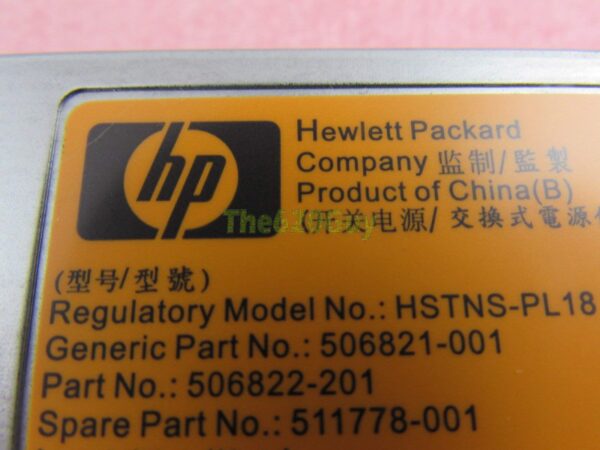 hp
Hewlett Packard
Company 监制/監製
Product of China(B)
(开关电源/交換式電源
(型号/型號)
Regulatory Model No.: HSTNS-PL18
Generic Part No.: 506821-001
Part No.: 506822-201
Spare Part No.: 511778-001